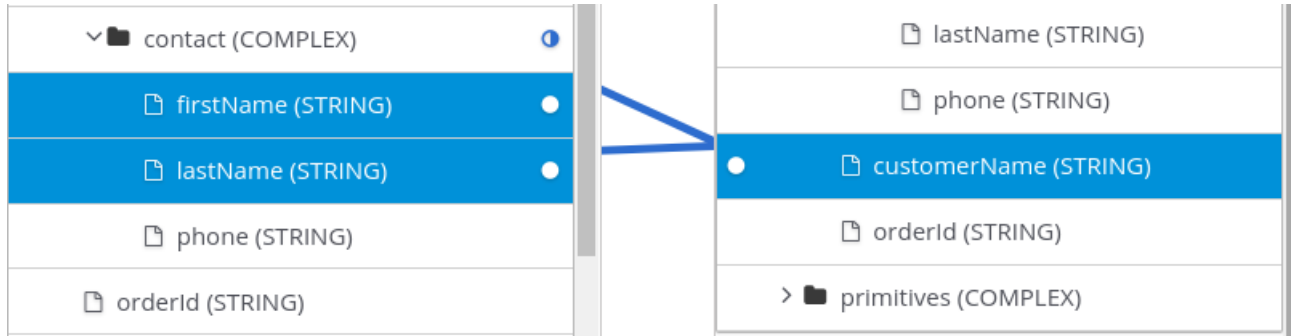 contact (COMPLEX)
firstName (STRING)
lastName (STRING)
phone (STRING)
orderId (STRING)
lastName (STRING)
phone (STRING)
customerName (STRING)
orderId (STRING)
primitives (COMPLEX)